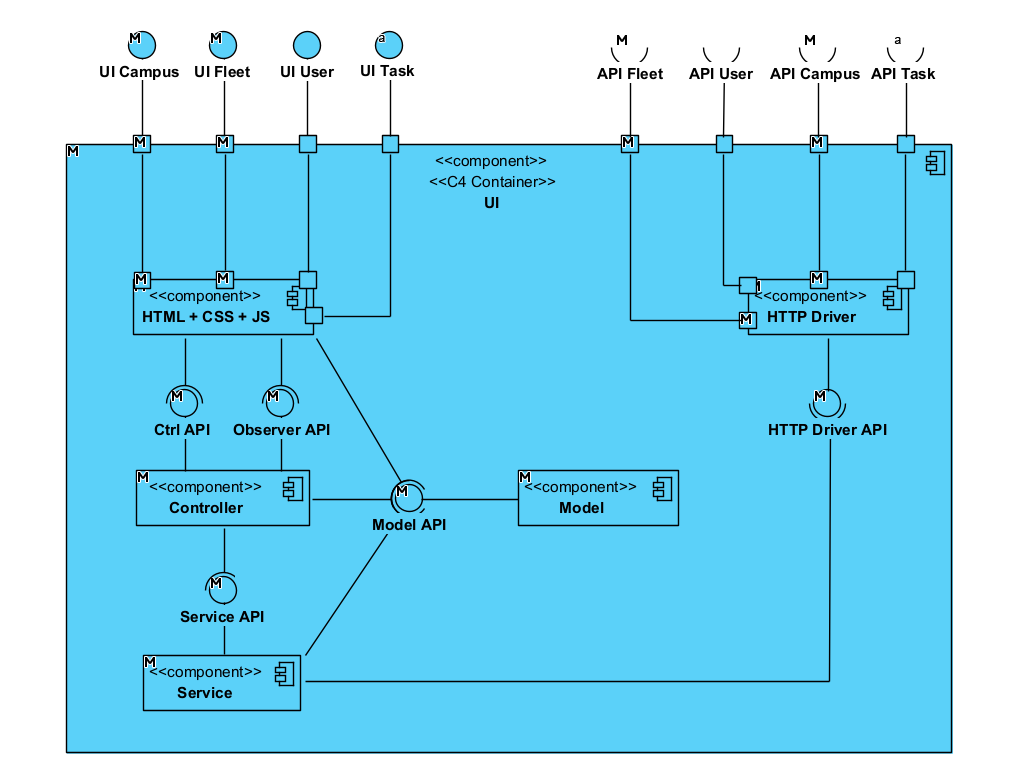 M
M
a
UI Campus
UI Fleet
UI User
UI Task
M
M
a
API Fleet
API User
API Campus
API Task
M
M
M
M
M
<<component>>
<<C4 Container>>
UI
M
M
<<component>>
HTML + CSS + JS
M
M
<<component>>
HTTP Driver
M
M
Ctrl API
Observer API
M
HTTP Driver API
M
<<component>>
Controller
M
Model API
M
<<component>>
Model
M
Service API
M
<<component>>
Service